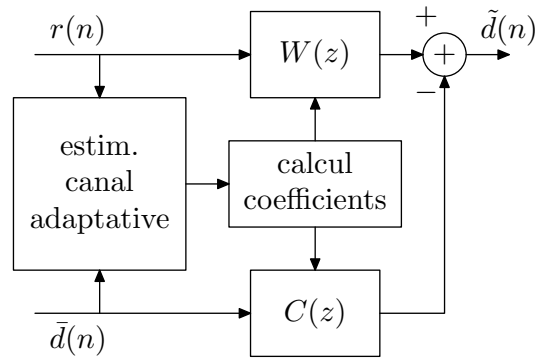 +
r(n)
W(z)
+
d̃(n)
−
estim.
canal
adaptative
calcul
coefficients
C(z)
d̄(n)